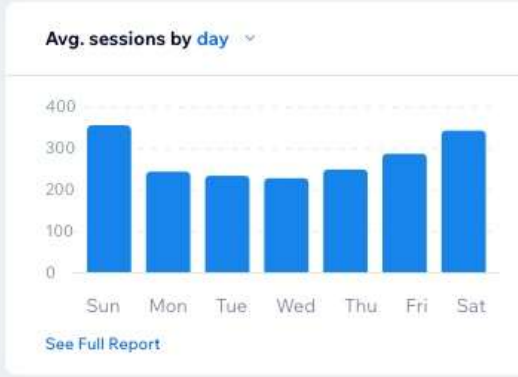 Avg. sessions by day
400
300
200
100
0
Sun Mon Tue Wed Thu Fri Sat
See Full Report